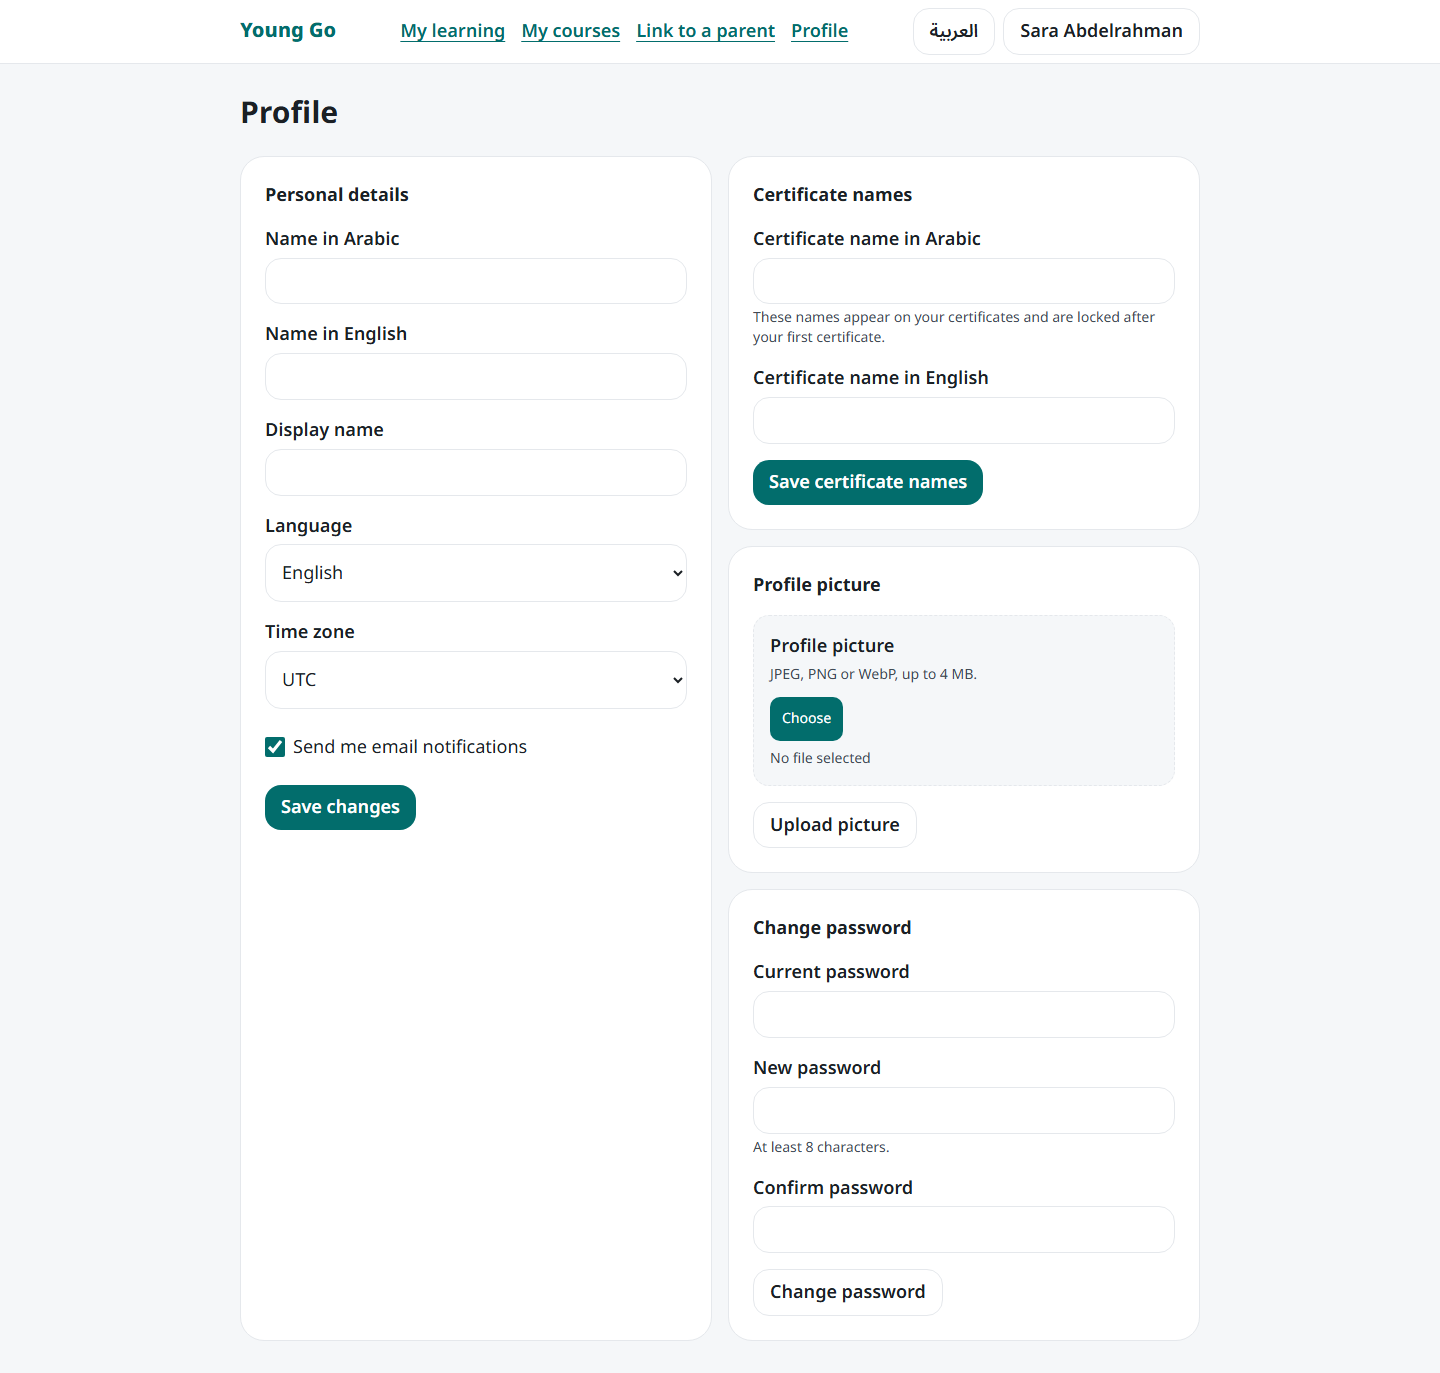 Young Go
My learning
My courses
Link to a parent
Profile
العربية
Sara Abdelrahman
Profile
Personal details
Name in Arabic
Name in English
Display name
Language
English
Time zone
UTC
Send me email notifications
Save changes
Certificate names
Certificate name in Arabic
These names appear on your certificates and are locked after
your first certificate.
Certificate name in English
Save certificate names
Profile picture
Profile picture
JPEG, PNG or WebP, up to 4 MB.
Choose
No file selected
Upload picture
Change password
Current password
New password
At least 8 characters.
Confirm password
Change password